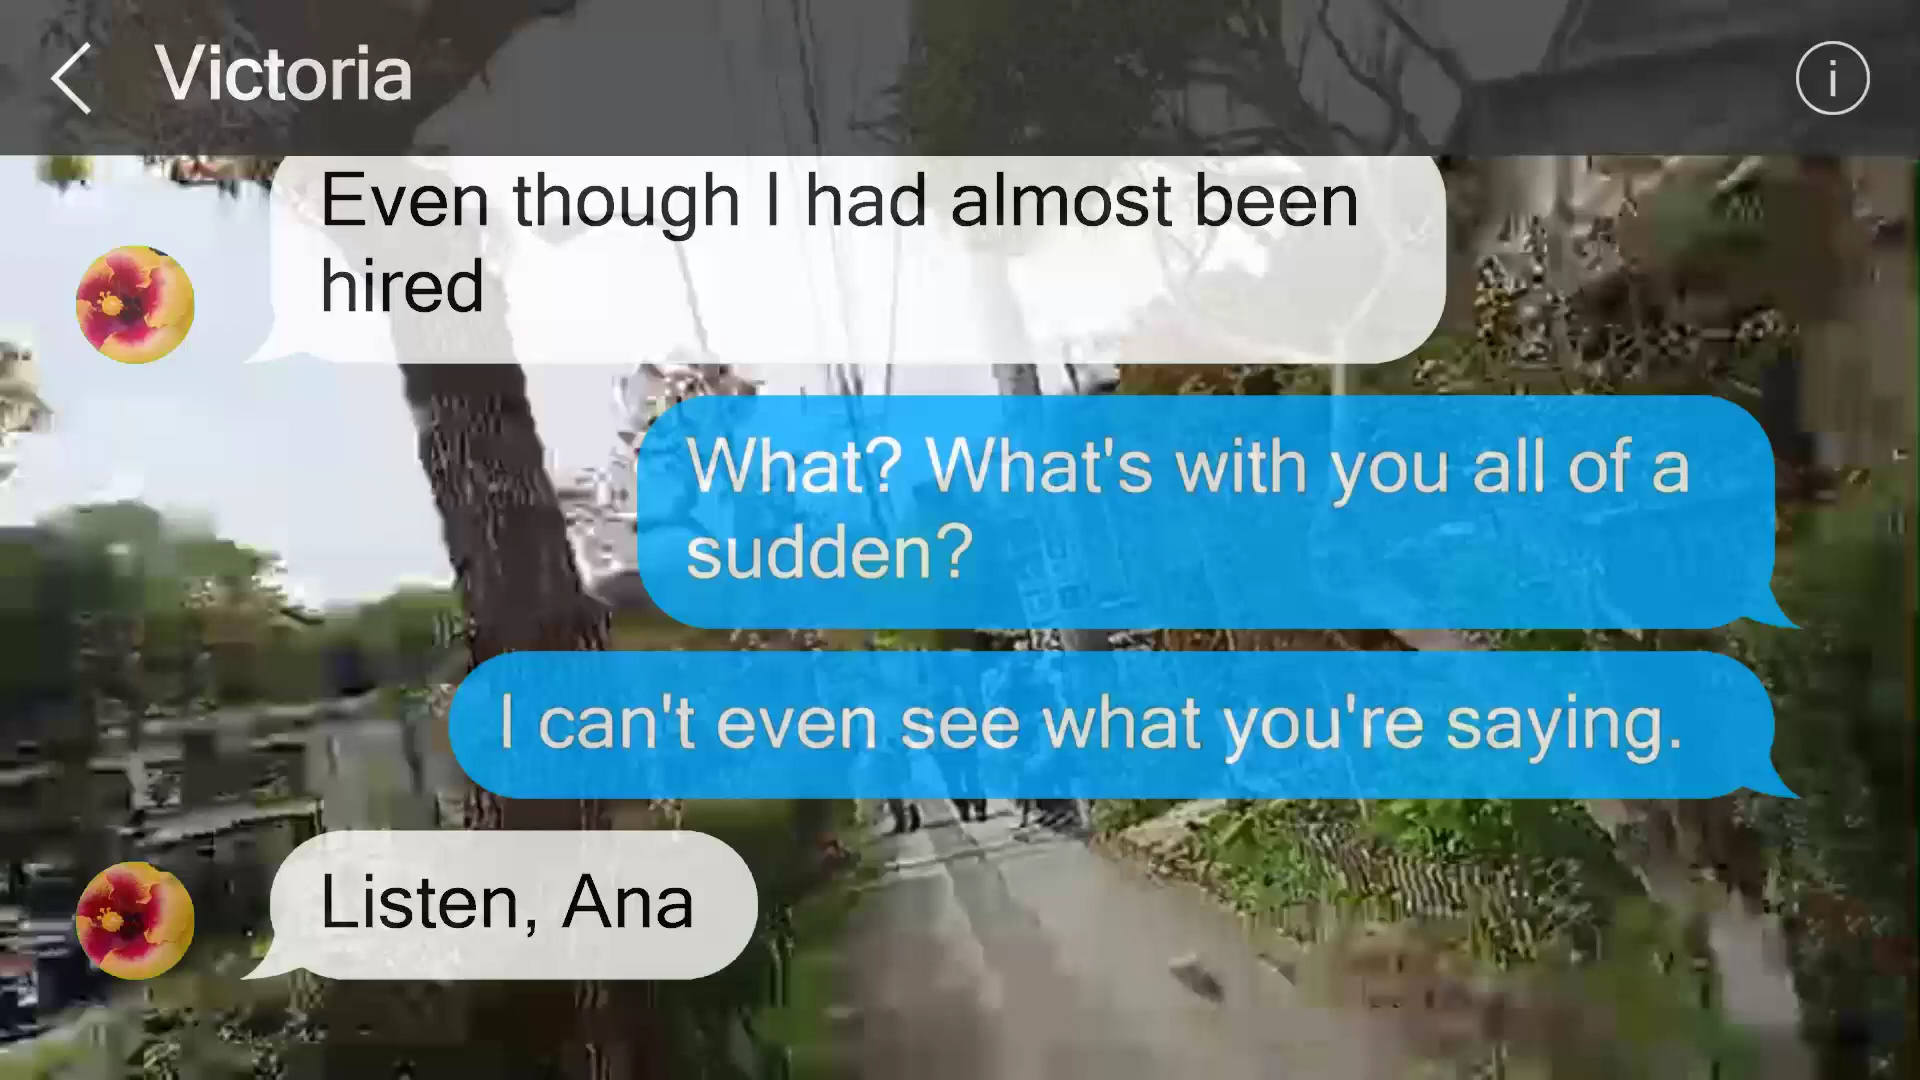 Victoria
Even though I had almost been
hired
What? What's with you all of a
sudden?
I can't even see what you're saying.
Listen, Ana